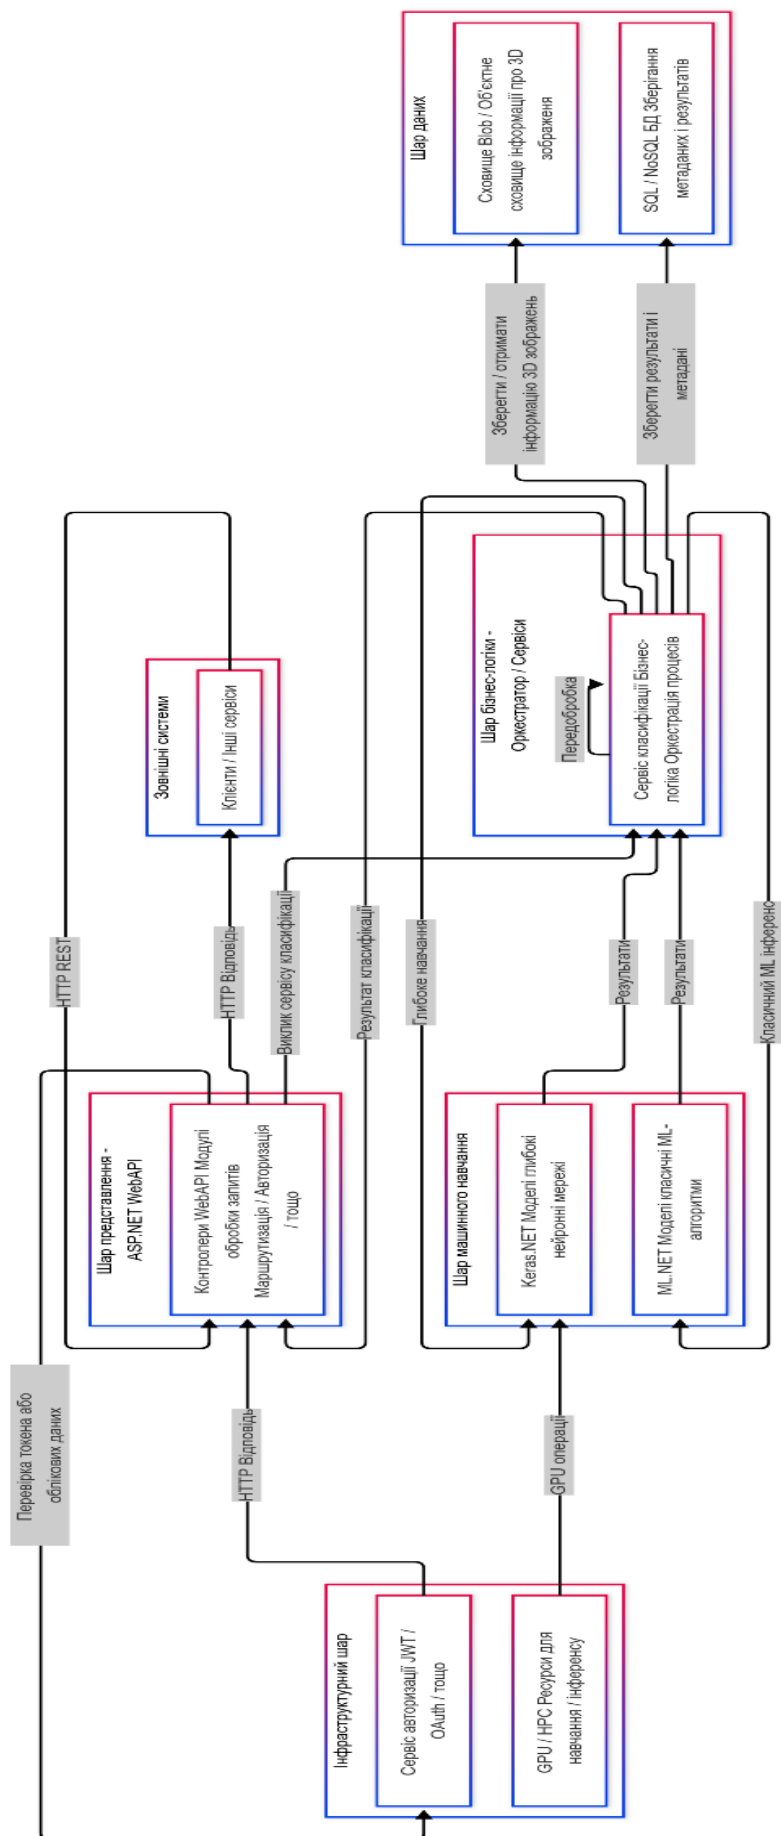 Шар даних
Сховище Blob / Об'єктне
сховище інформації про 3D
зображеня
SQL / NoSQL БД Зберігання
метаданих і результатів
Зберегти / отримати
інформацію 3D зображень
Зберегти результати і
метадані
Зовнішні системи
Клієнти / Інші сервіси
Шар бізнес-логіки -
Оркестратор / Сервіси
Передобробка
Сервіс класифікації Бізнес-
логіка Оркестрація процесів
HTTP REST
HTTP Відповідь
Виклик сервісу класифікації
Результат класифікації
Глибоке навчання
Результати
Результати
Класичний ML інферено
Шар представлення -
ASP.NET WebAPI
Контролери WebAPI Модулі
обробки запитів
Маршрутизація / Авторизація
/ тощо
Шар машинного навчання
Keras.NET Моделі глибокі
нейронні мережі
ML.NET Моделі класичні ML-
алгоритми
Перевірка токена або
облікових даних
HTTP Відповідь
GPU операції
Інфраструктурний шар
Сервіс авторизації JWT /
OAuth / тощо
GPU / HPC Ресурси для
навчання / інференсу